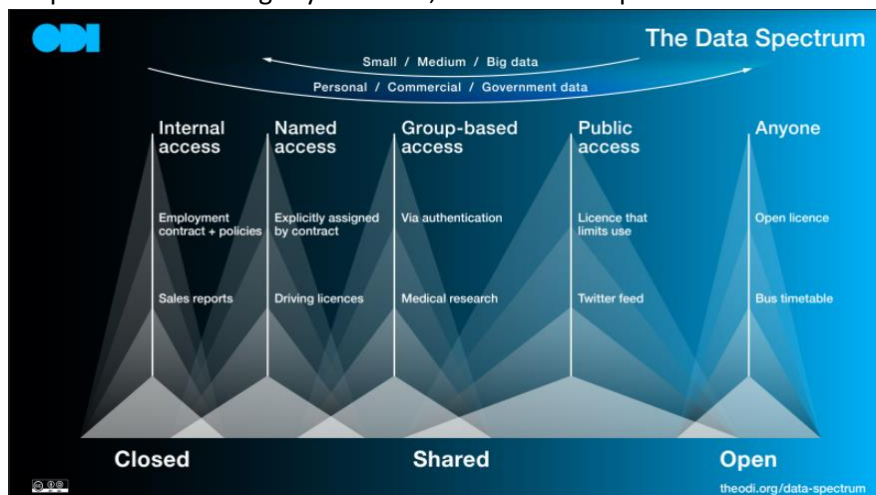 ODI
The Data Spectrum
Small / Medium / Big data
Personal / Commercial / Government data
Internal
access
Named
access
Group-based
access
Public
access
Anyone
Employment
contract + policies
Explicitly assigned
by contract
Via authentication
Licence that
limits use
Open licence
Sales reports
Driving licences
Medical research
Twitter feed
Bus timetable
Closed
Shared
Open
theodi.org/data-spectrum